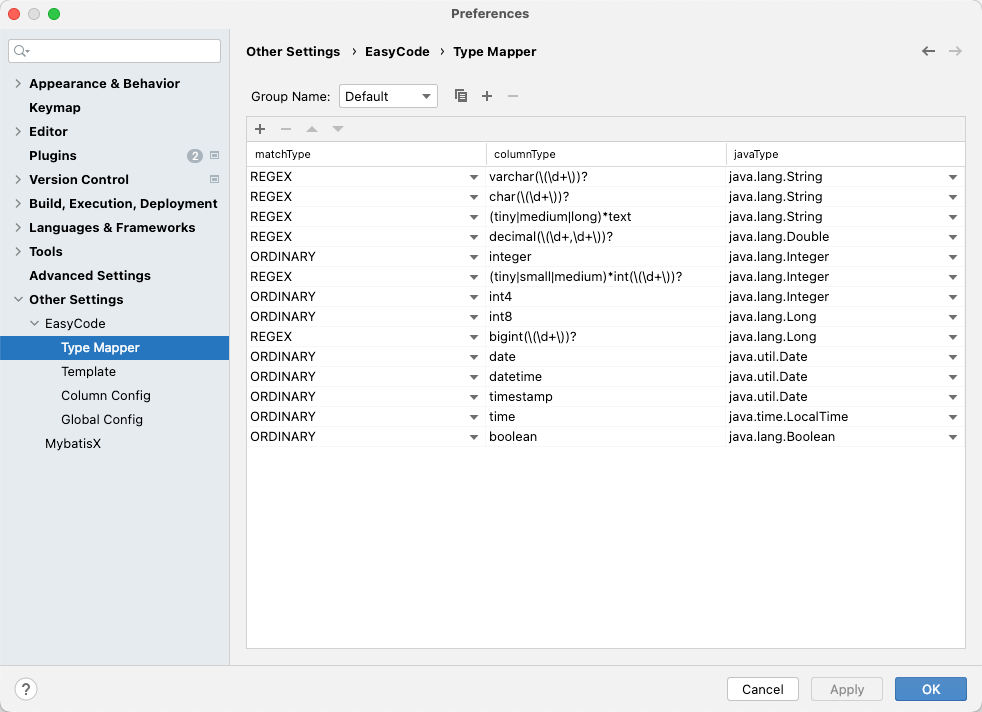 Preferences
Other Settings › EasyCode › Type Mapper
Appearance & Behavior
Keymap
Editor
Plugins 2
Version Control
Build, Execution, Deployment
Languages & Frameworks
Tools
Advanced Settings
Other Settings
EasyCode
Type Mapper
Template
Column Config
Global Config
MybatisX
Group Name: Default
matchType columnType javaType
REGEX varchar(\(\d+\))? java.lang.String
REGEX char(\(\d+\))? java.lang.String
REGEX (tiny|medium|long)*text java.lang.String
REGEX decimal(\(\d+,\d+\))? java.lang.Double
ORDINARY integer java.lang.Integer
REGEX (tiny|small|medium)*int(\(\d+\))? java.lang.Integer
ORDINARY int4 java.lang.Integer
ORDINARY int8 java.lang.Long
REGEX bigint(\(\d+\))? java.lang.Long
ORDINARY date java.util.Date
ORDINARY datetime java.util.Date
ORDINARY timestamp java.util.Date
ORDINARY time java.time.LocalTime
ORDINARY boolean java.lang.Boolean
? Cancel Apply OK